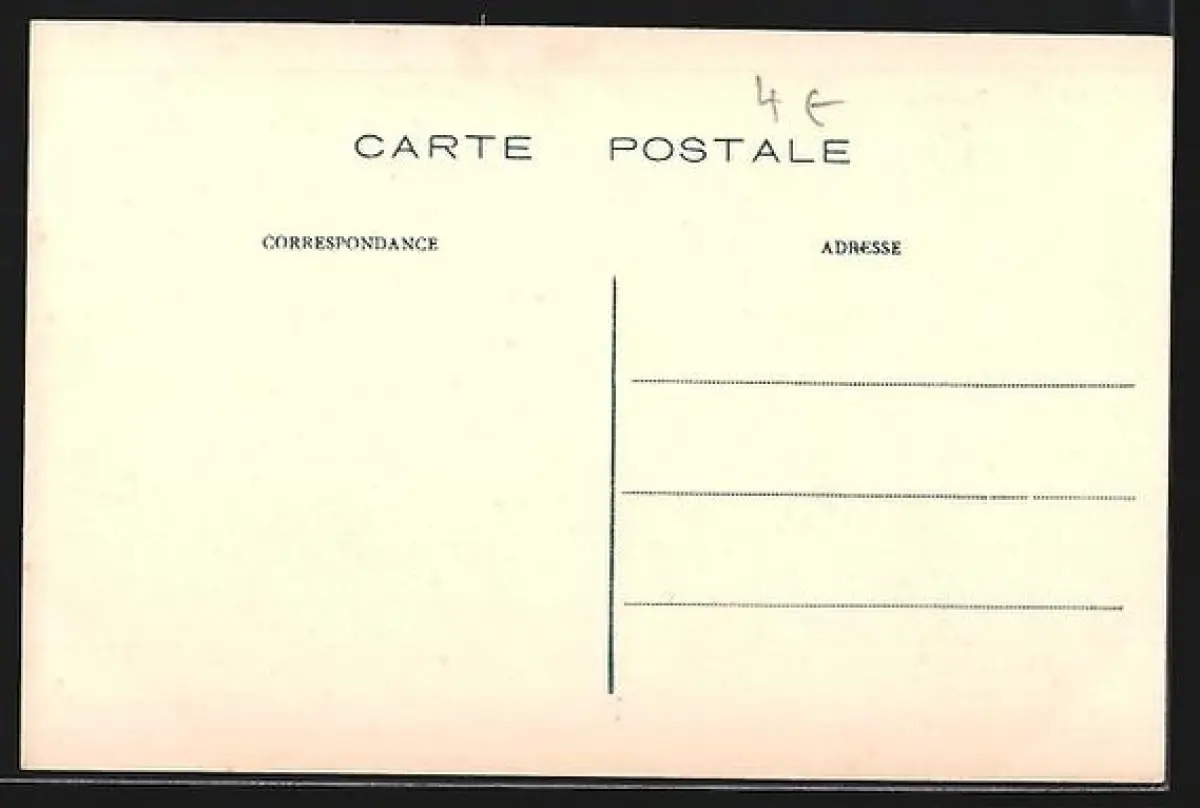 4 €
CARTE POSTALE
CORRESPONDANCE
ADRESSE